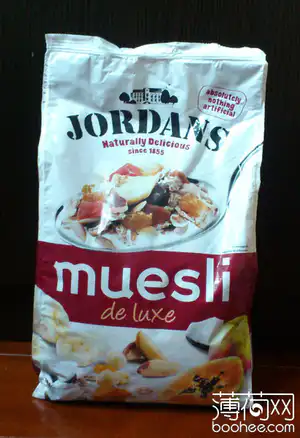 absolutely
nothing
artificial
JORDANS
Naturally Delicious
since 1855
muesli
de luxe
薄荷网
boohee.com